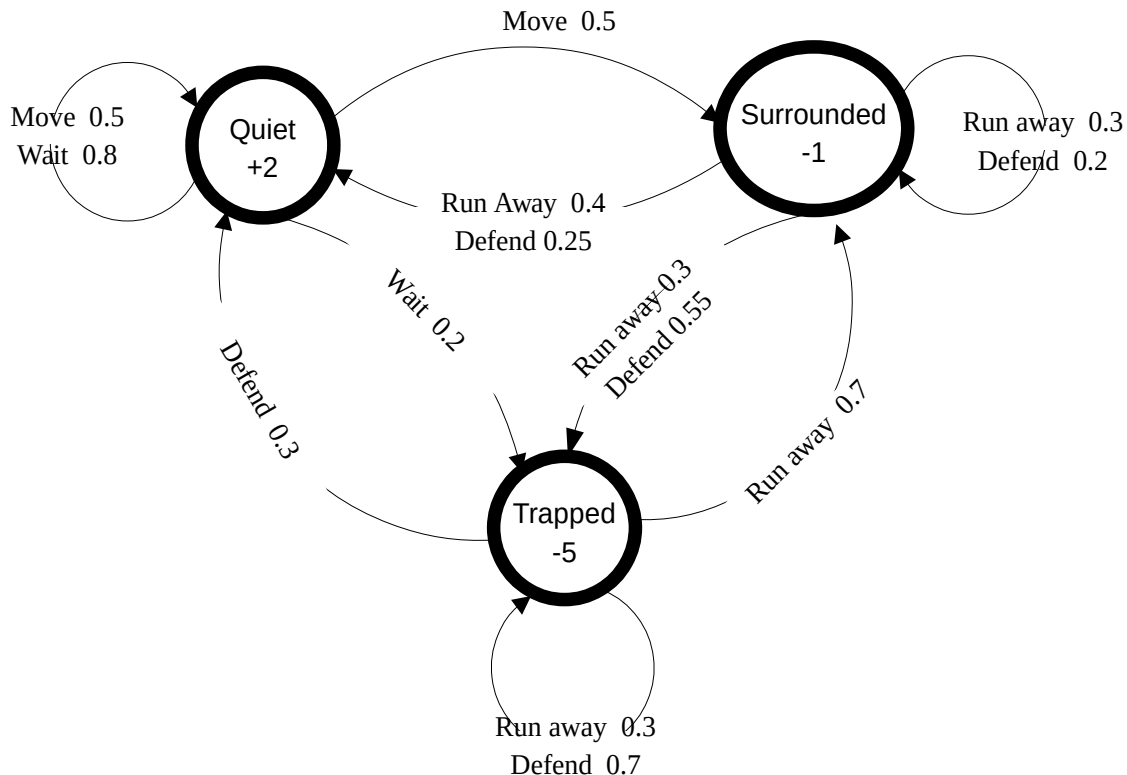 Move 0.5
Move 0.5
Wait 0.8
Quiet
+2
Surrounded
-1
Run away 0.3
Defend 0.2
Run Away 0.4
Defend 0.25
Wait 0.2
Run away 0.3
Defend 0.55
Defend 0.3
Run away 0.7
Trapped
-5
Run away 0.3
Defend 0.7